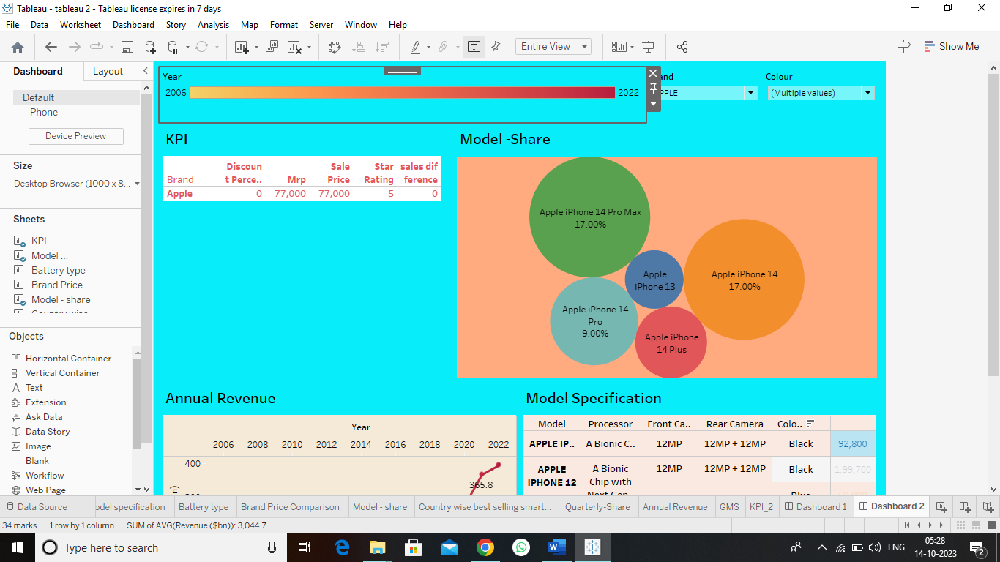 Tableau - tableau 2 - Tableau license expires in 7 days
File Data Worksheet Dashboard Story Analysis Map Format Server Window Help
Entire View
Show Me
Dashboard Layout
Default
Phone
Device Preview
Size
Desktop Browser (1000 x 8...
Sheets
KPI
Model ...
Battery type
Brand Price ...
Model - share
Objects
Horizontal Container
Vertical Container
Text
Extension
Ask Data
Data Story
Image
Blank
Workflow
Web Page
Year
2006 2022
and
PPLE
Colour
(Multiple values)
KPI
Brand
Discoun
t Perce..
Mrp
Sale
Price
Star
Rating
sales dif
ference
Apple 0 77,000 77,000 5 0
Model -Share
Apple iPhone 14 Pro Max
17.00%
Apple
iPhone 13
Apple iPhone 14
17.00%
Apple iPhone 14
Pro
9.00%
Apple iPhone
14 Plus
Annual Revenue
Year
2006 2008 2010 2012 2014 2016 2018 2020 2022
400
365.8
Model Specification
Model Processor Front Ca.. Rear Camera Colo..
APPLE IP.. A Bionic C.. 12MP 12MP + 12MP Black 92,800
APPLE
IPHONE 12
A Bionic
Chip with
Next Gen
12MP 12MP + 12MP Black 1,99,700
Blue
Data Source odel specification Battery type Brand Price Comparison Model - share Country wise best selling smart... Quarterly-Share Annual Revenue GMS KPI_2 Dashboard 1 Dashboard 2
34 marks 1 row by 1 column SUM of AVG(Revenue ($bn)): 3,044.7
Type here to search
ENG
05:28
14-10-2023
2